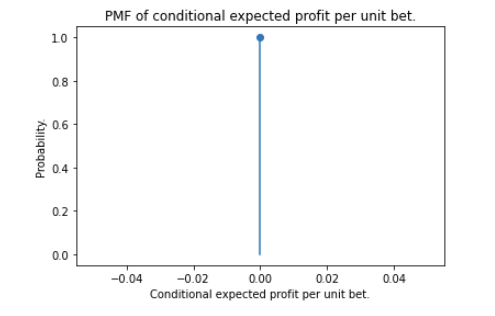 PMF of conditional expected profit per unit bet.
1.0
0.8
0.6
0.4
0.2
0.0
Probability.
−0.04 −0.02 0.00 0.02 0.04
Conditional expected profit per unit bet.